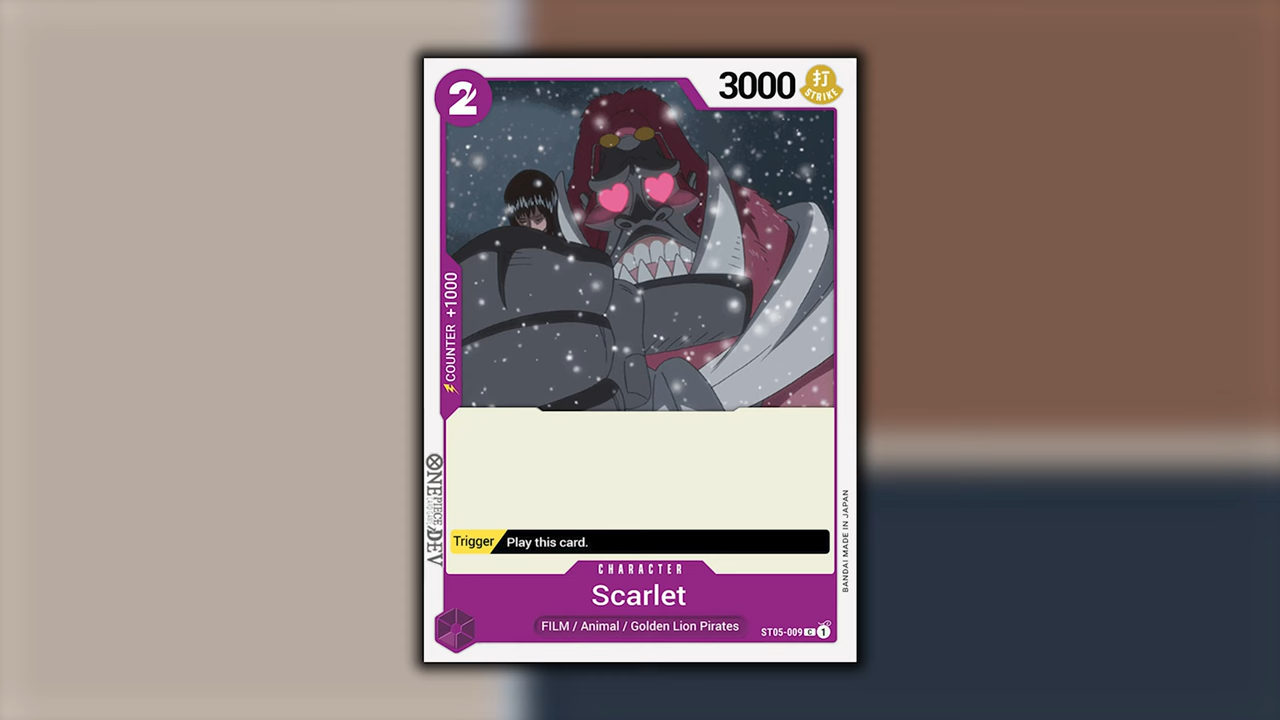 2
3000
打
STRIKE
COUNTER +1000
Trigger Play this card.
CHARACTER
Scarlet
FILM / Animal / Golden Lion Pirates
ST05-009 C 1
BANDAI MADE IN JAPAN
ONE PIECE
DEV